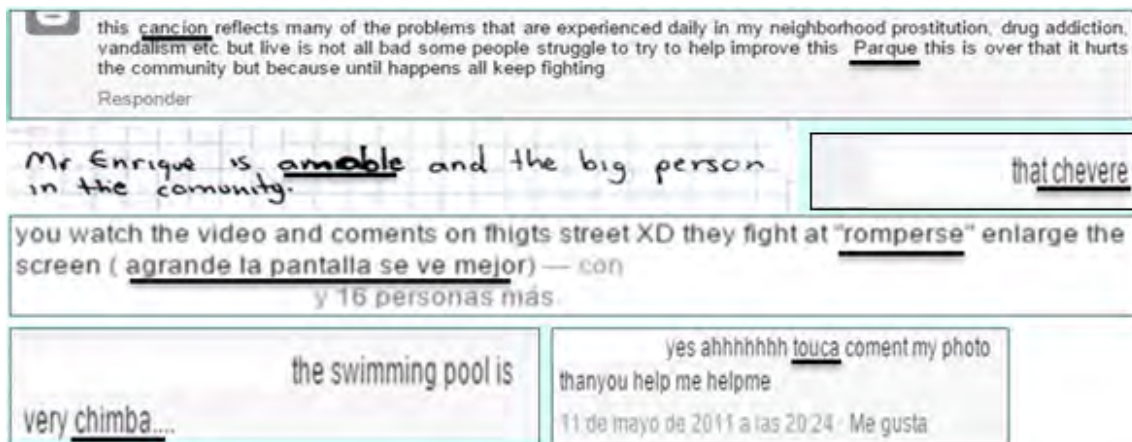 this cancion reflects many of the problems that are experienced daily in my neighborhood prostitution, drug addiction,
vandalism etc but live is not all bad some people struggle to try to help improve this Parque this is over that it hurts
the community but because until happens all keep fighting
Responder
Mr Enrique is amable and the big person
in the comunity.
that chevere
you watch the video and coments on fhigts street XD they fight at "romperse" enlarge the
screen ( agrande la pantalla se ve mejor) — con
y 16 personas más.
the swimming pool is
very chimba....
yes ahhhhhhh touca coment my photo
thanyou help me helpme
11 de mayo de 2011 a las 20:24 · Me gusta